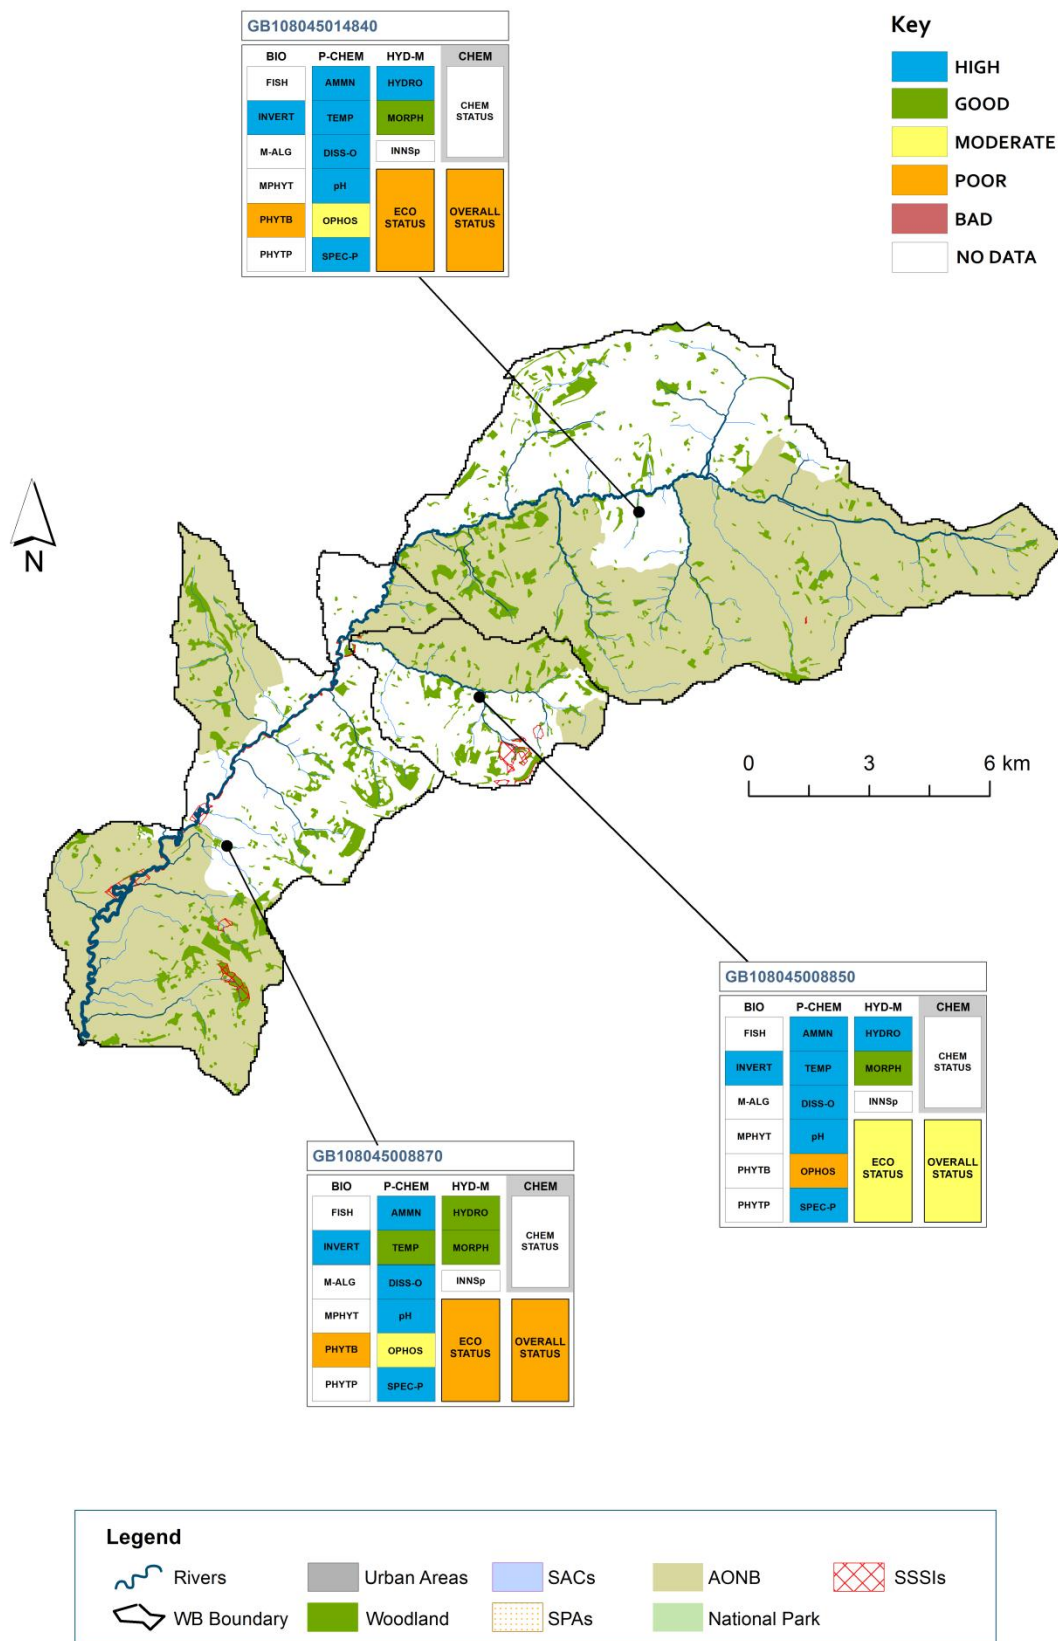 GB108045014840
BIO P-CHEM HYD-M CHEM
FISH AMMN HYDRO
CHEM
STATUS
INVERT TEMP MORPH
M-ALG DISS-O INNSp
MPHYT pH
ECO
STATUS
OVERALL
STATUS
PHYTB OPHOS
PHYTP SPEC-P
Key
HIGH
GOOD
MODERATE
POOR
BAD
NO DATA
N
0 3 6 km
GB108045008850
BIO P-CHEM HYD-M CHEM
FISH AMMN HYDRO
CHEM
STATUS
INVERT TEMP MORPH
M-ALG DISS-O INNSp
MPHYT pH
ECO
STATUS
OVERALL
STATUS
PHYTB OPHOS
PHYTP SPEC-P
GB108045008870
BIO P-CHEM HYD-M CHEM
FISH AMMN HYDRO
CHEM
STATUS
INVERT TEMP MORPH
M-ALG DISS-O INNSp
MPHYT pH
ECO
STATUS
OVERALL
STATUS
PHYTB OPHOS
PHYTP SPEC-P
Legend
Rivers Urban Areas SACs AONB SSSIs
WB Boundary Woodland SPAs National Park